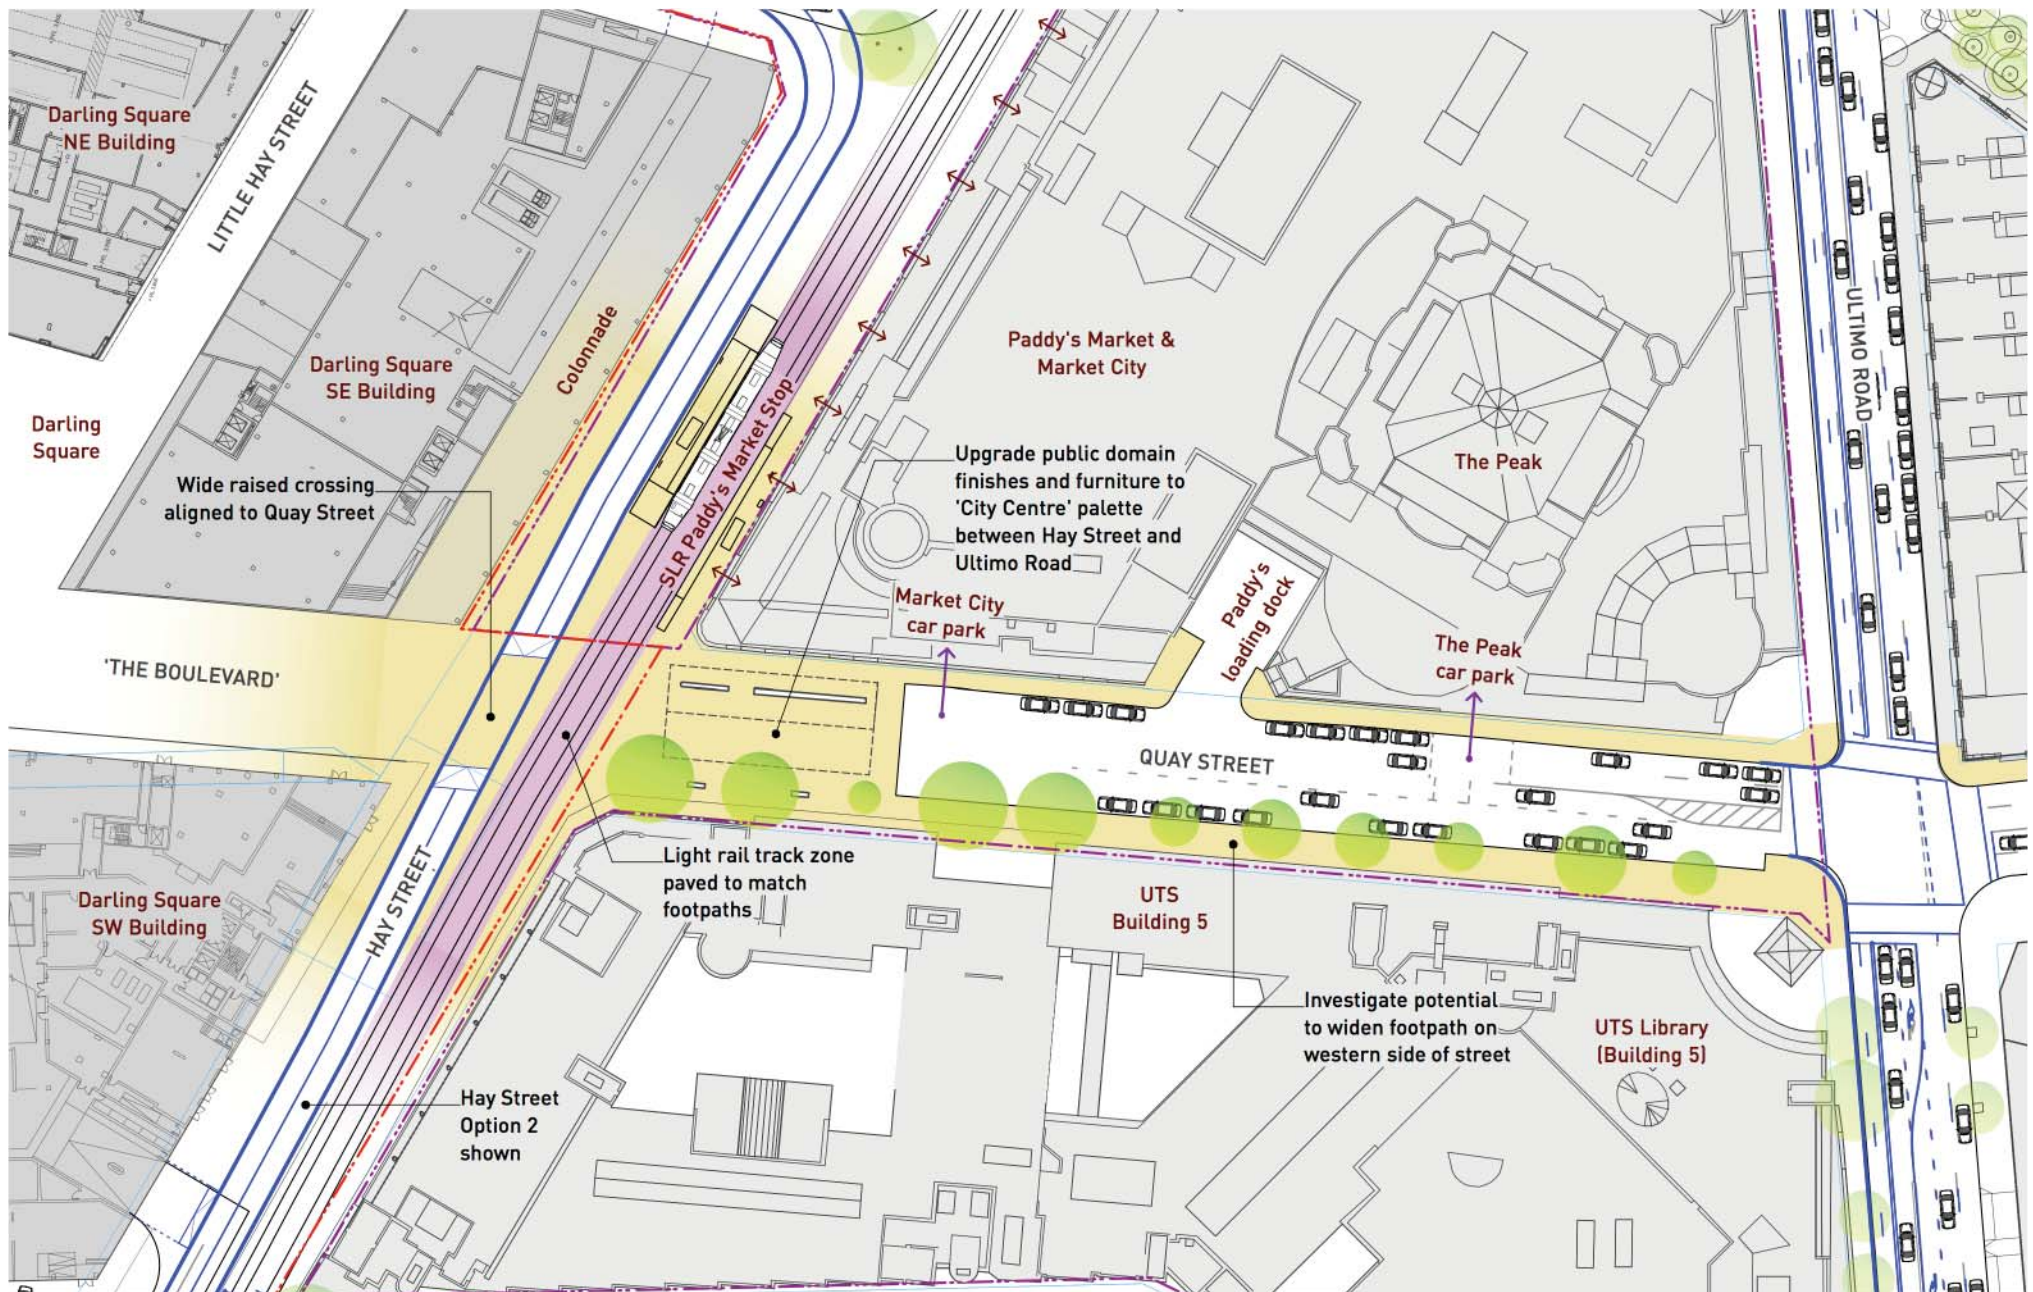 Darling Square
NE Building
LITTLE HAY STREET
Darling Square
SE Building
Colonnade
Darling
Square
Wide raised crossing
aligned to Quay Street
SLR Paddy's Market Stop
Paddy's Market &
Market City
Upgrade public domain
finishes and furniture to
'City Centre' palette
between Hay Street and
Ultimo Road
The Peak
ULTIMO ROAD
Market City
car park
Paddy's
loading dock
The Peak
car park
'THE BOULEVARD'
QUAY STREET
HAY STREET
Darling Square
SW Building
Light rail track zone
paved to match
footpaths
UTS
Building 5
Investigate potential
to widen footpath on
western side of street
UTS Library
(Building 5)
Hay Street
Option 2
shown